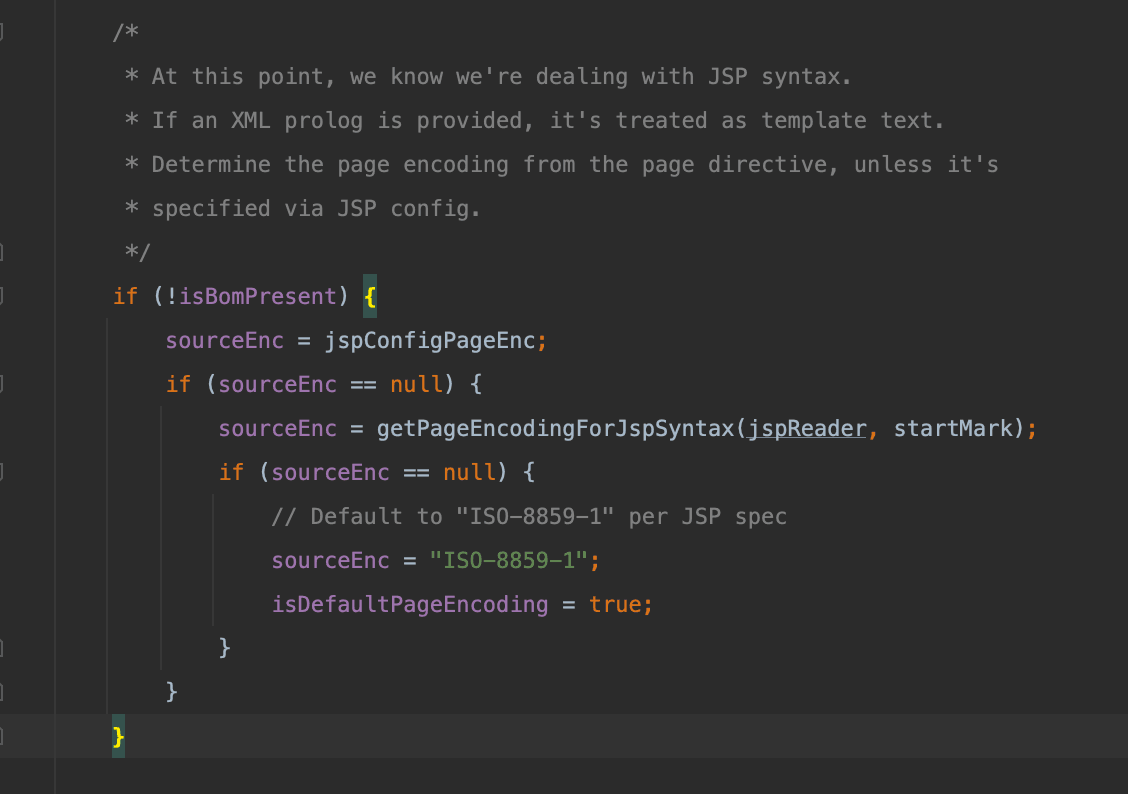 /*
* At this point, we know we're dealing with JSP syntax.
* If an XML prolog is provided, it's treated as template text.
* Determine the page encoding from the page directive, unless it's
* specified via JSP config.
*/
if (!isBomPresent) {
sourceEnc = jspConfigPageEnc;
if (sourceEnc == null) {
sourceEnc = getPageEncodingForJspSyntax(jspReader, startMark);
if (sourceEnc == null) {
// Default to "ISO-8859-1" per JSP spec
sourceEnc = "ISO-8859-1";
isDefaultPageEncoding = true;
}
}
}